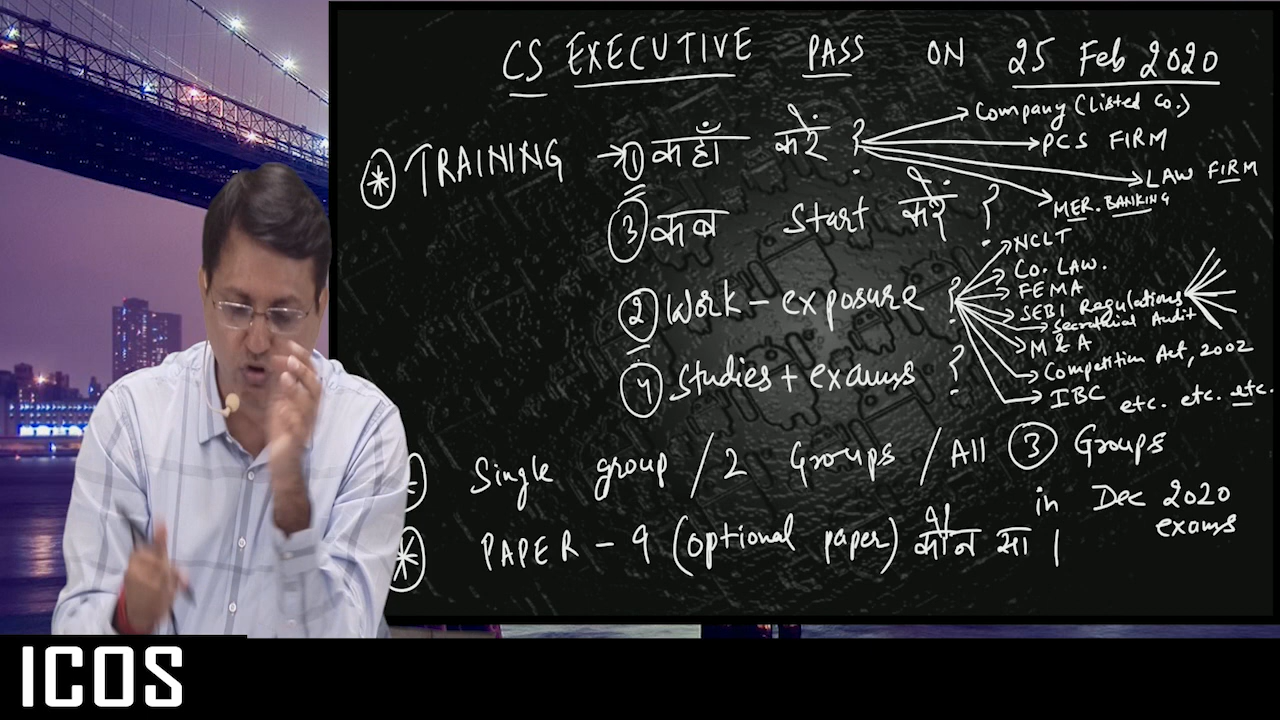 CS EXECUTIVE PASS ON 25 Feb 2020
* TRAINING → ① कहाँ करें ?
Company (Listed Co.)
PCS FIRM
LAW FIRM
MER. BANKING
③ कब Start करें ?
② Work - exposure ?
NCLT
Co. LAW.
FEMA
SEBI Regulations
Secretarial Audit
M & A
Competition Act, 2002
IBC etc. etc. etc.
④ Studies + exams ?
Single group / 2 Groups / All ③ Groups
in Dec 2020
exams
* PAPER - 9 (optional paper) कौन सा |
ICOS